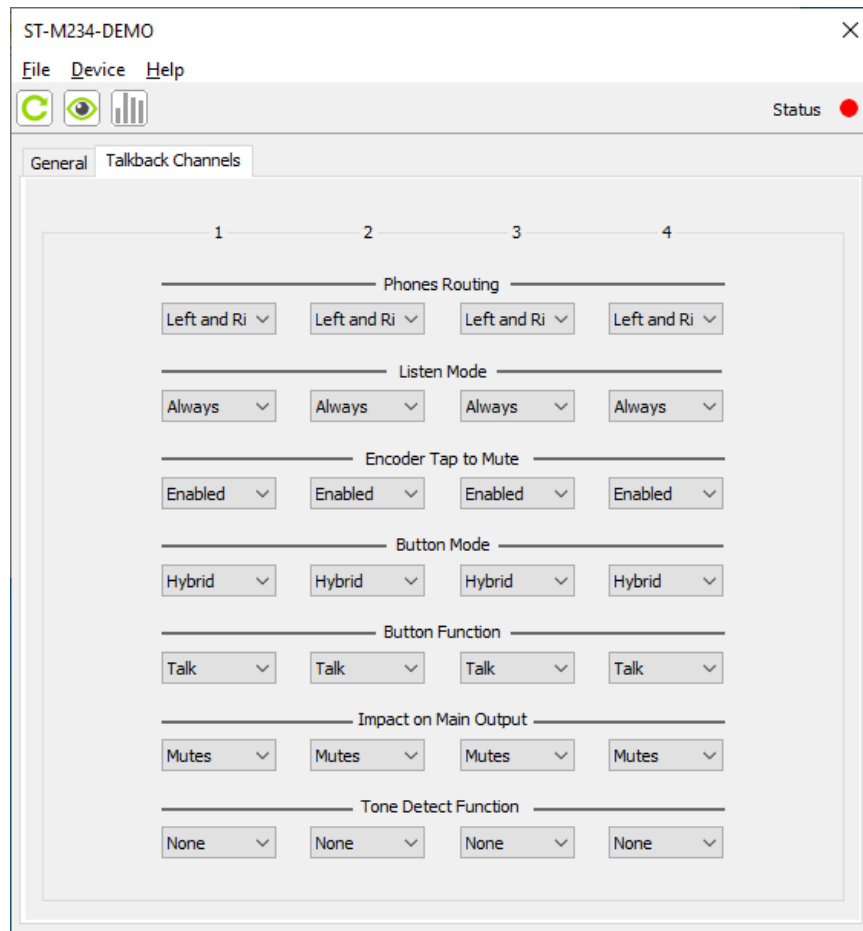 ST-M234-DEMO
File Device Help
Status
General Talkback Channels
1 2 3 4
Phones Routing
Left and Ri Left and Ri Left and Ri Left and Ri
Listen Mode
Always Always Always Always
Encoder Tap to Mute
Enabled Enabled Enabled Enabled
Button Mode
Hybrid Hybrid Hybrid Hybrid
Button Function
Talk Talk Talk Talk
Impact on Main Output
Mutes Mutes Mutes Mutes
Tone Detect Function
None None None None